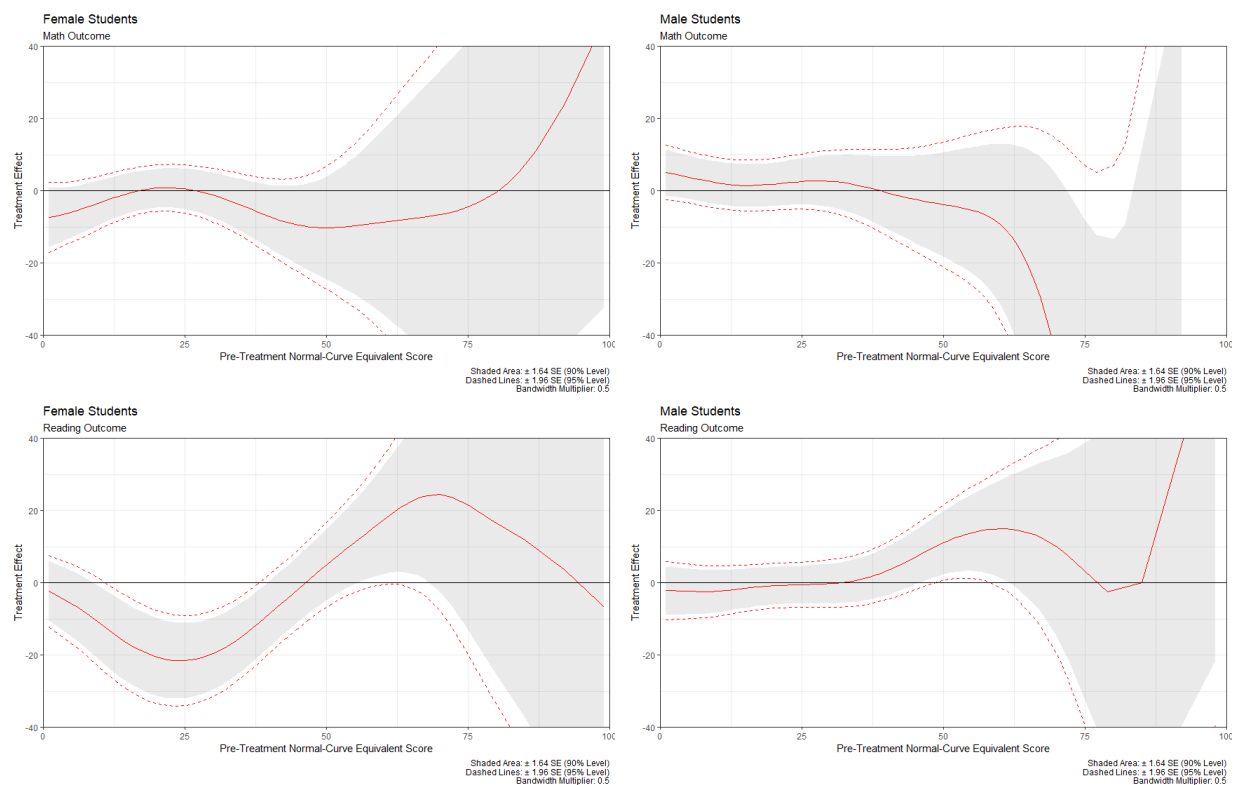 Female Students
Math Outcome
40
20
0
-20
-40
Treatment Effect
0
25
50
75
100
Pre-Treatment Normal-Curve Equivalent Score
Shaded Area: ± 1.64 SE (90% Level)
Dashed Lines: ± 1.96 SE (95% Level)
Bandwidth Multiplier: 0.5
Male Students
Math Outcome
40
20
0
-20
-40
Treatment Effect
0
25
50
75
100
Pre-Treatment Normal-Curve Equivalent Score
Shaded Area: ± 1.64 SE (90% Level)
Dashed Lines: ± 1.96 SE (95% Level)
Bandwidth Multiplier: 0.5
Female Students
Reading Outcome
40
20
0
-20
-40
Treatment Effect
0
25
50
75
100
Pre-Treatment Normal-Curve Equivalent Score
Shaded Area: ± 1.64 SE (90% Level)
Dashed Lines: ± 1.96 SE (95% Level)
Bandwidth Multiplier: 0.5
Male Students
Reading Outcome
40
20
0
-20
-40
Treatment Effect
0
25
50
75
100
Pre-Treatment Normal-Curve Equivalent Score
Shaded Area: ± 1.64 SE (90% Level)
Dashed Lines: ± 1.96 SE (95% Level)
Bandwidth Multiplier: 0.5